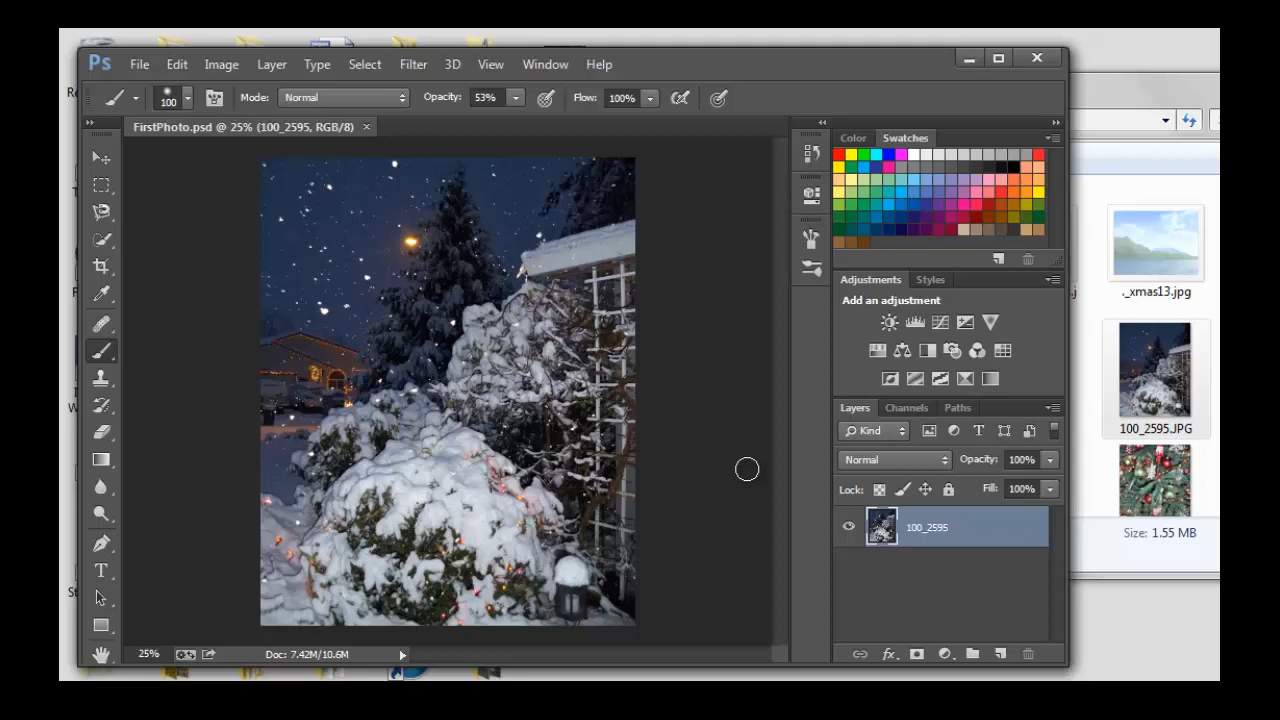 Ps File Edit Image Layer Type Select Filter 3D View Window Help
100 Mode: Normal Opacity: 53% Flow: 100%
FirstPhoto.psd @ 25% (100_2595, RGB/8) ×
Color Swatches
Adjustments Styles
Add an adjustment
._xmas13.jpg
Layers Channels Paths
Kind T
100_2595.JPG
Normal Opacity: 100%
Lock: Fill: 100%
100_2595
Size: 1.55 MB
25% Doc: 7.42M/10.6M
fx